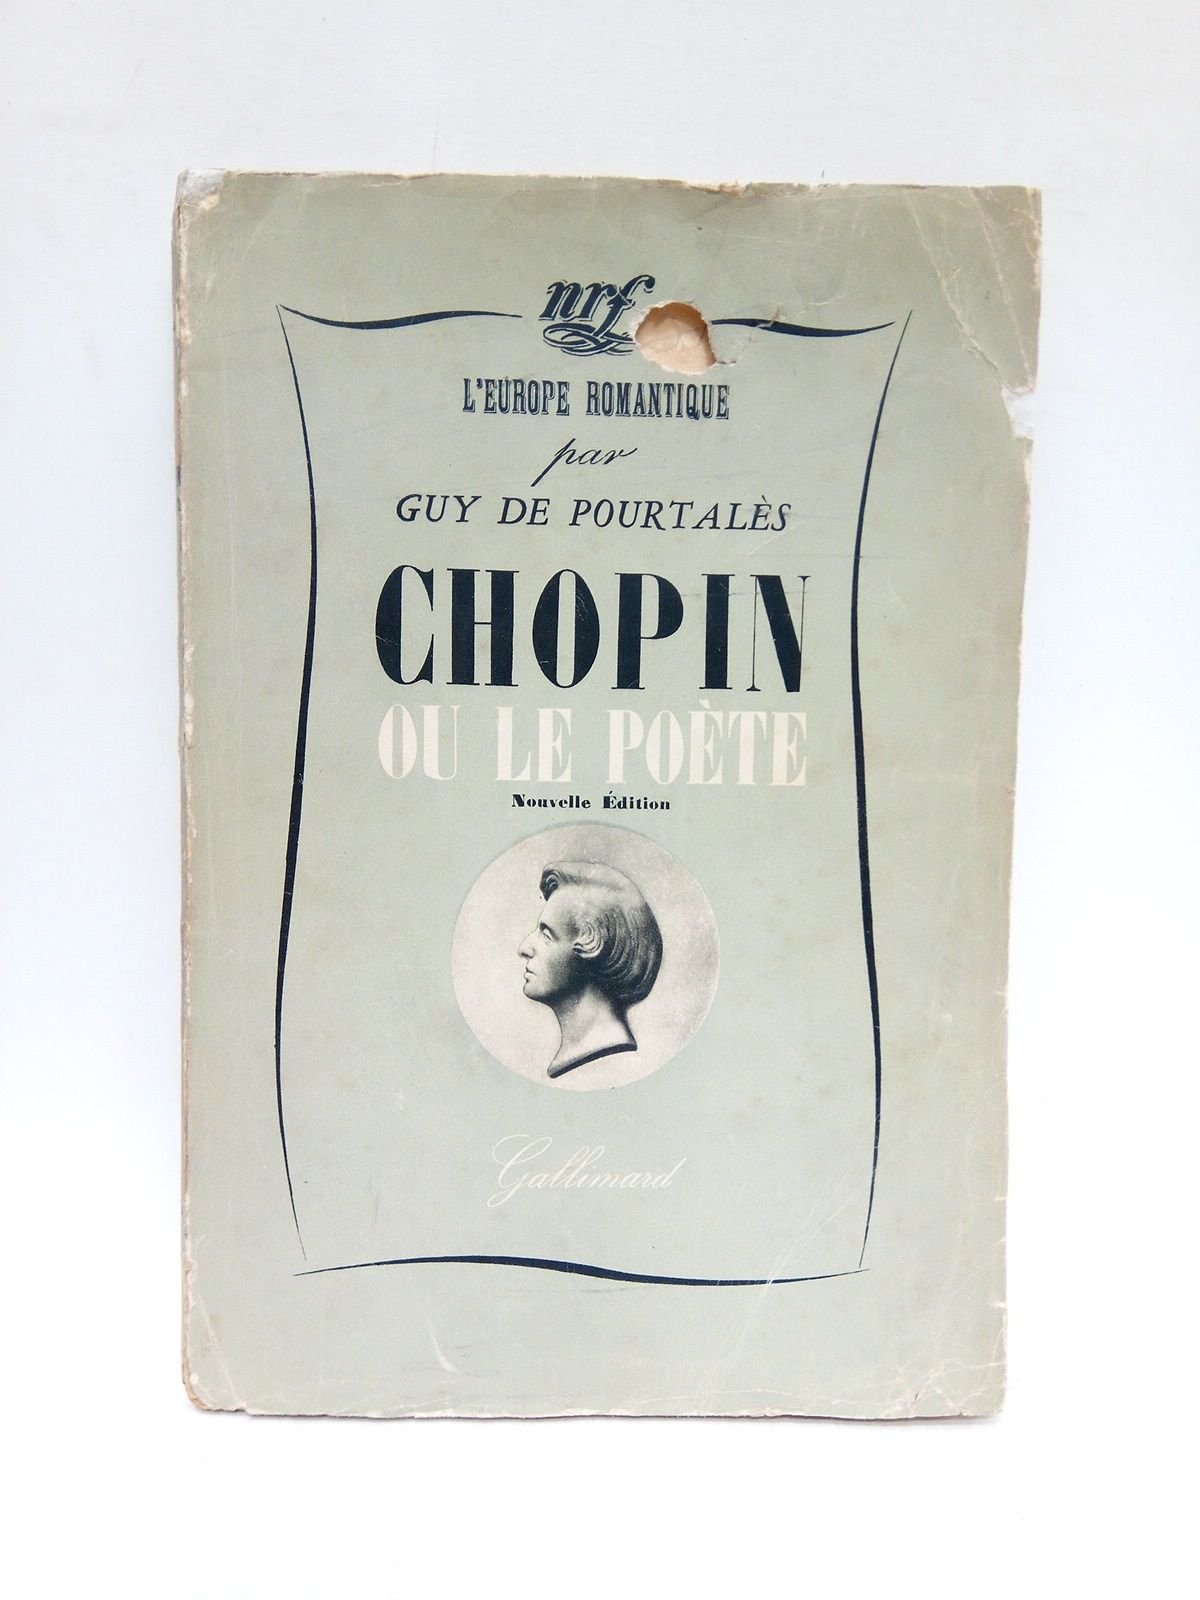 nrf
L'EUROPE ROMANTIQUE
par
GUY DE POURTALÈS
CHOPIN
OU LE POÈTE
Nouvelle Édition
Gallimard